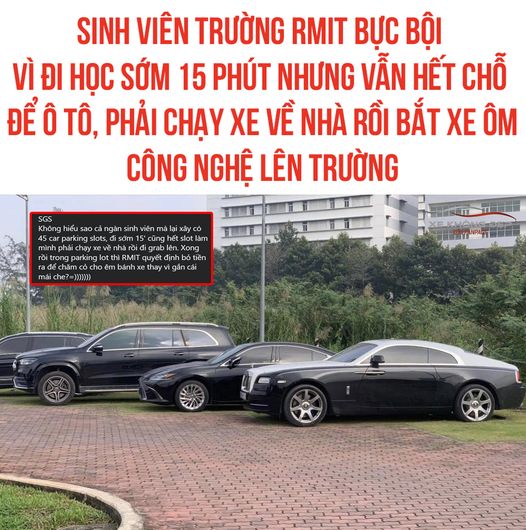 SINH VIÊN TRƯỜNG RMIT BỰC BỘI
VÌ ĐI HỌC SỚM 15 PHÚT NHƯNG VẪN HẾT CHỖ
ĐỂ Ô TÔ, PHẢI CHẠY XE VỀ NHÀ RỒI BẮT XE ÔM
CÔNG NGHỆ LÊN TRƯỜNG
SGS
Không hiểu sao cả ngàn sinh viên mà lại xây có
45 car parking slots, đi sớm 15' cũng hết slot làm
mình phải chạy xe về nhà rồi đi grab lên. Xong
rồi trong parking lot thì RMIT quyết định bỏ tiền
ra để chăm cỏ cho êm bánh xe thay vì gắn cái
mái che?=)))))))
XE KHÔNG